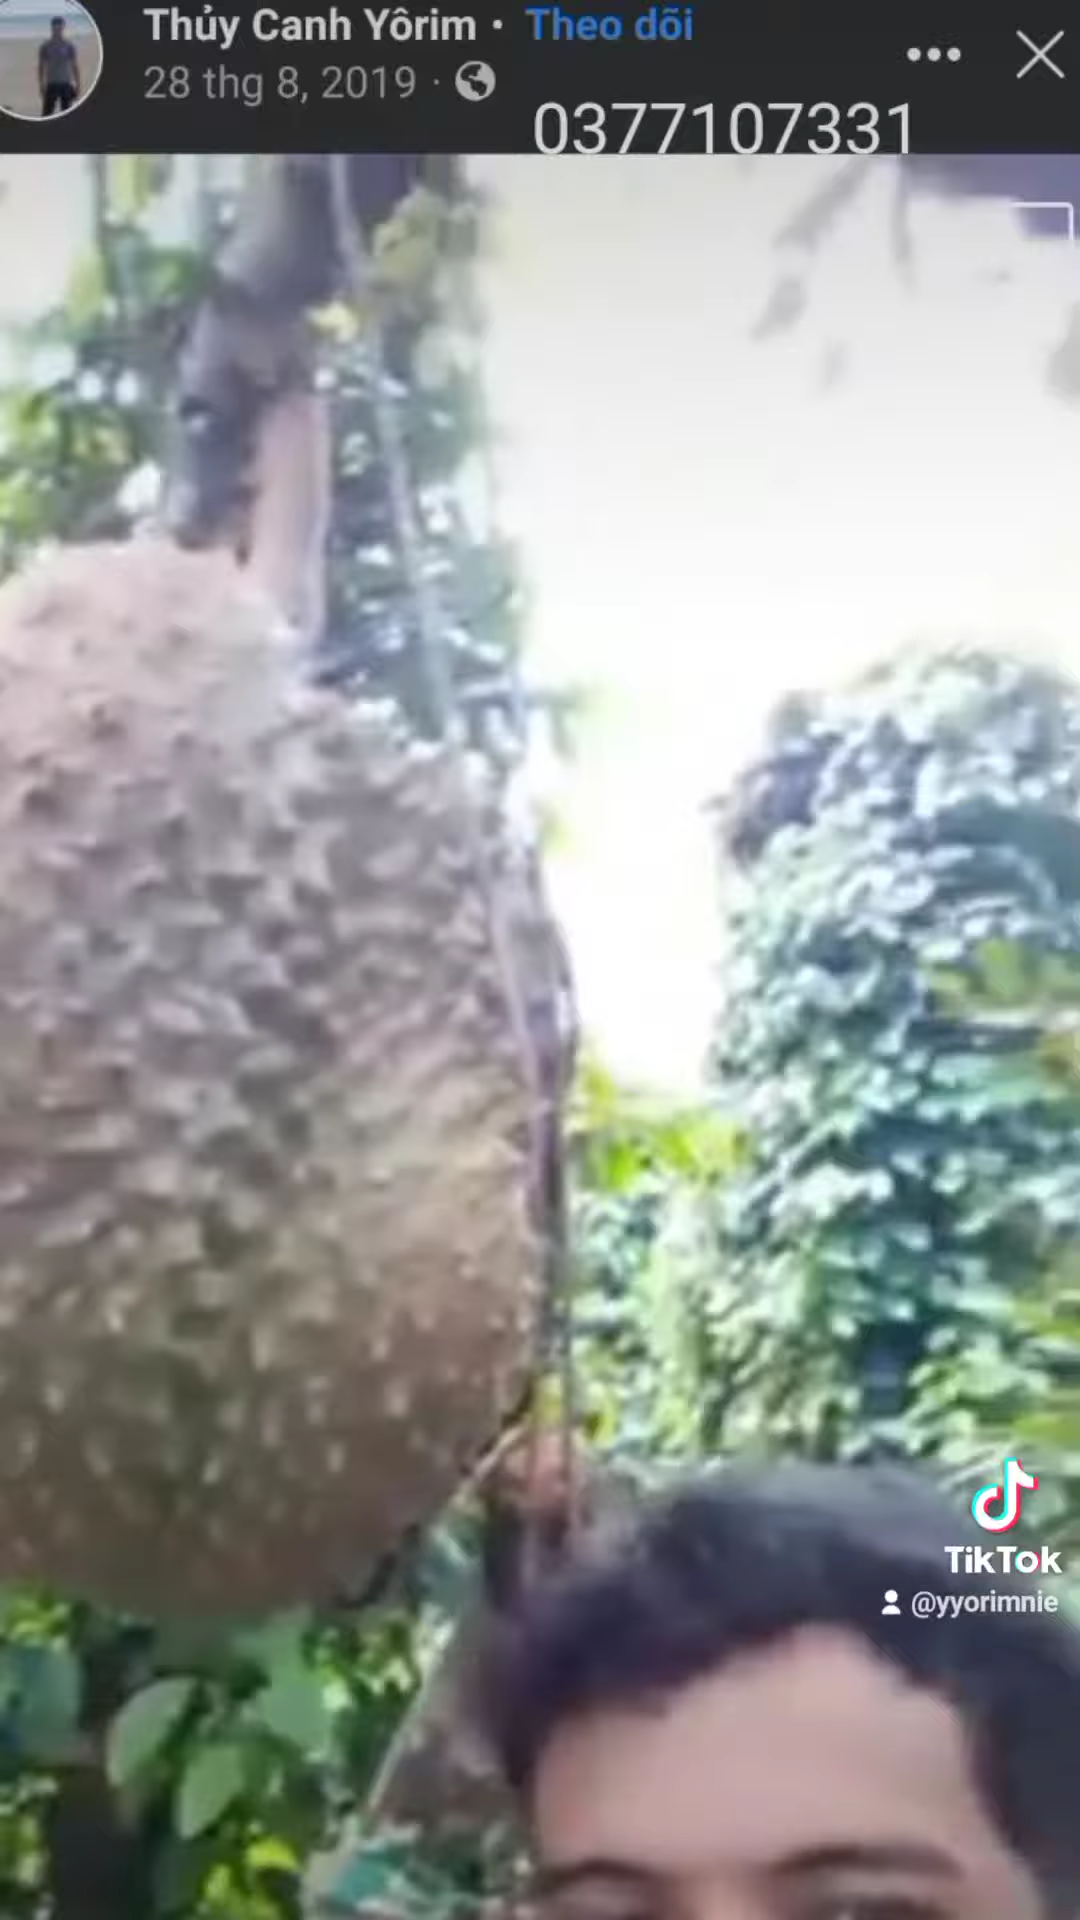 Thủy Canh Yôrim · Theo dõi
28 thg 8, 2019 ·
0377107331
TikTok
@yyorimnie